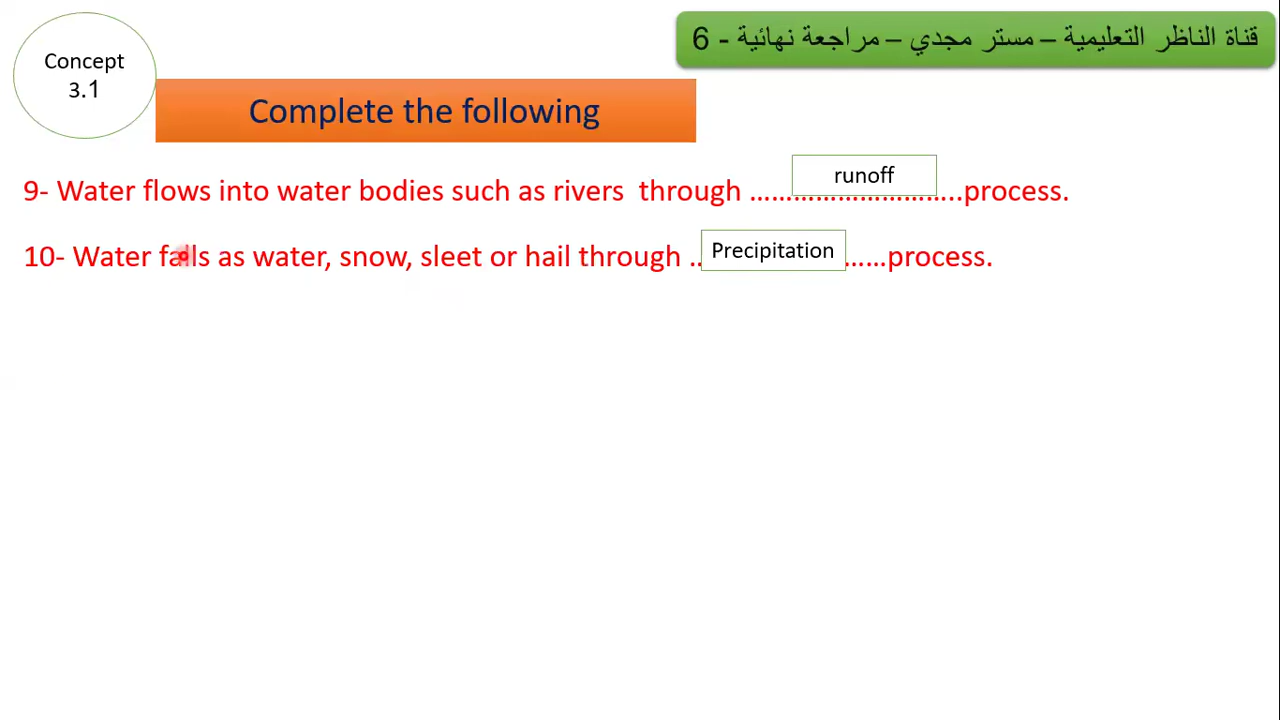 Concept
3.1
قناة الناظر التعليمية – مستر مجدي – مراجعة نهائية - 6
Complete the following
9- Water flows into water bodies such as rivers through ………runoff………..process.
10- Water falls as water, snow, sleet or hail through ..Precipitation……process.